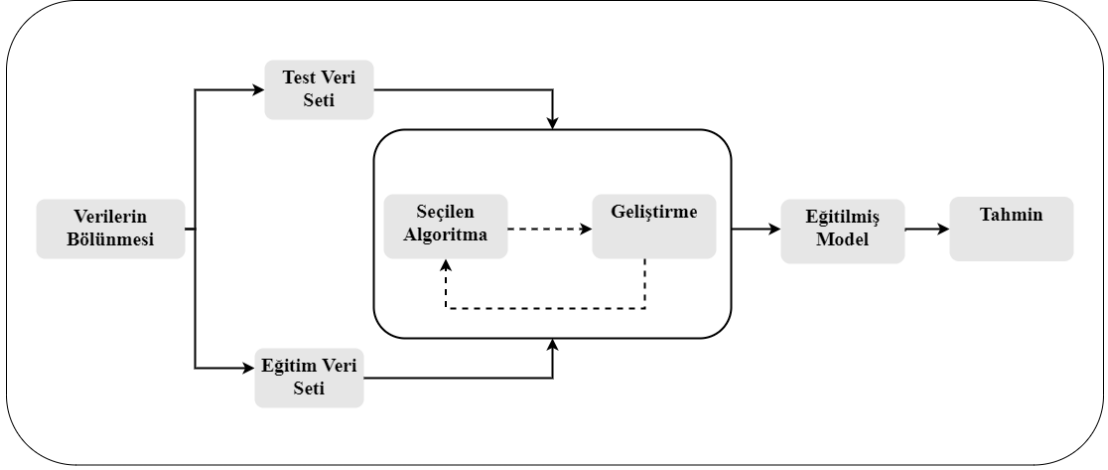 Test Veri
Seti
Verilerin
Bölünmesi
Seçilen
Algoritma
Geliştirme
Eğitilmiş
Model
Tahmin
Eğitim Veri
Seti